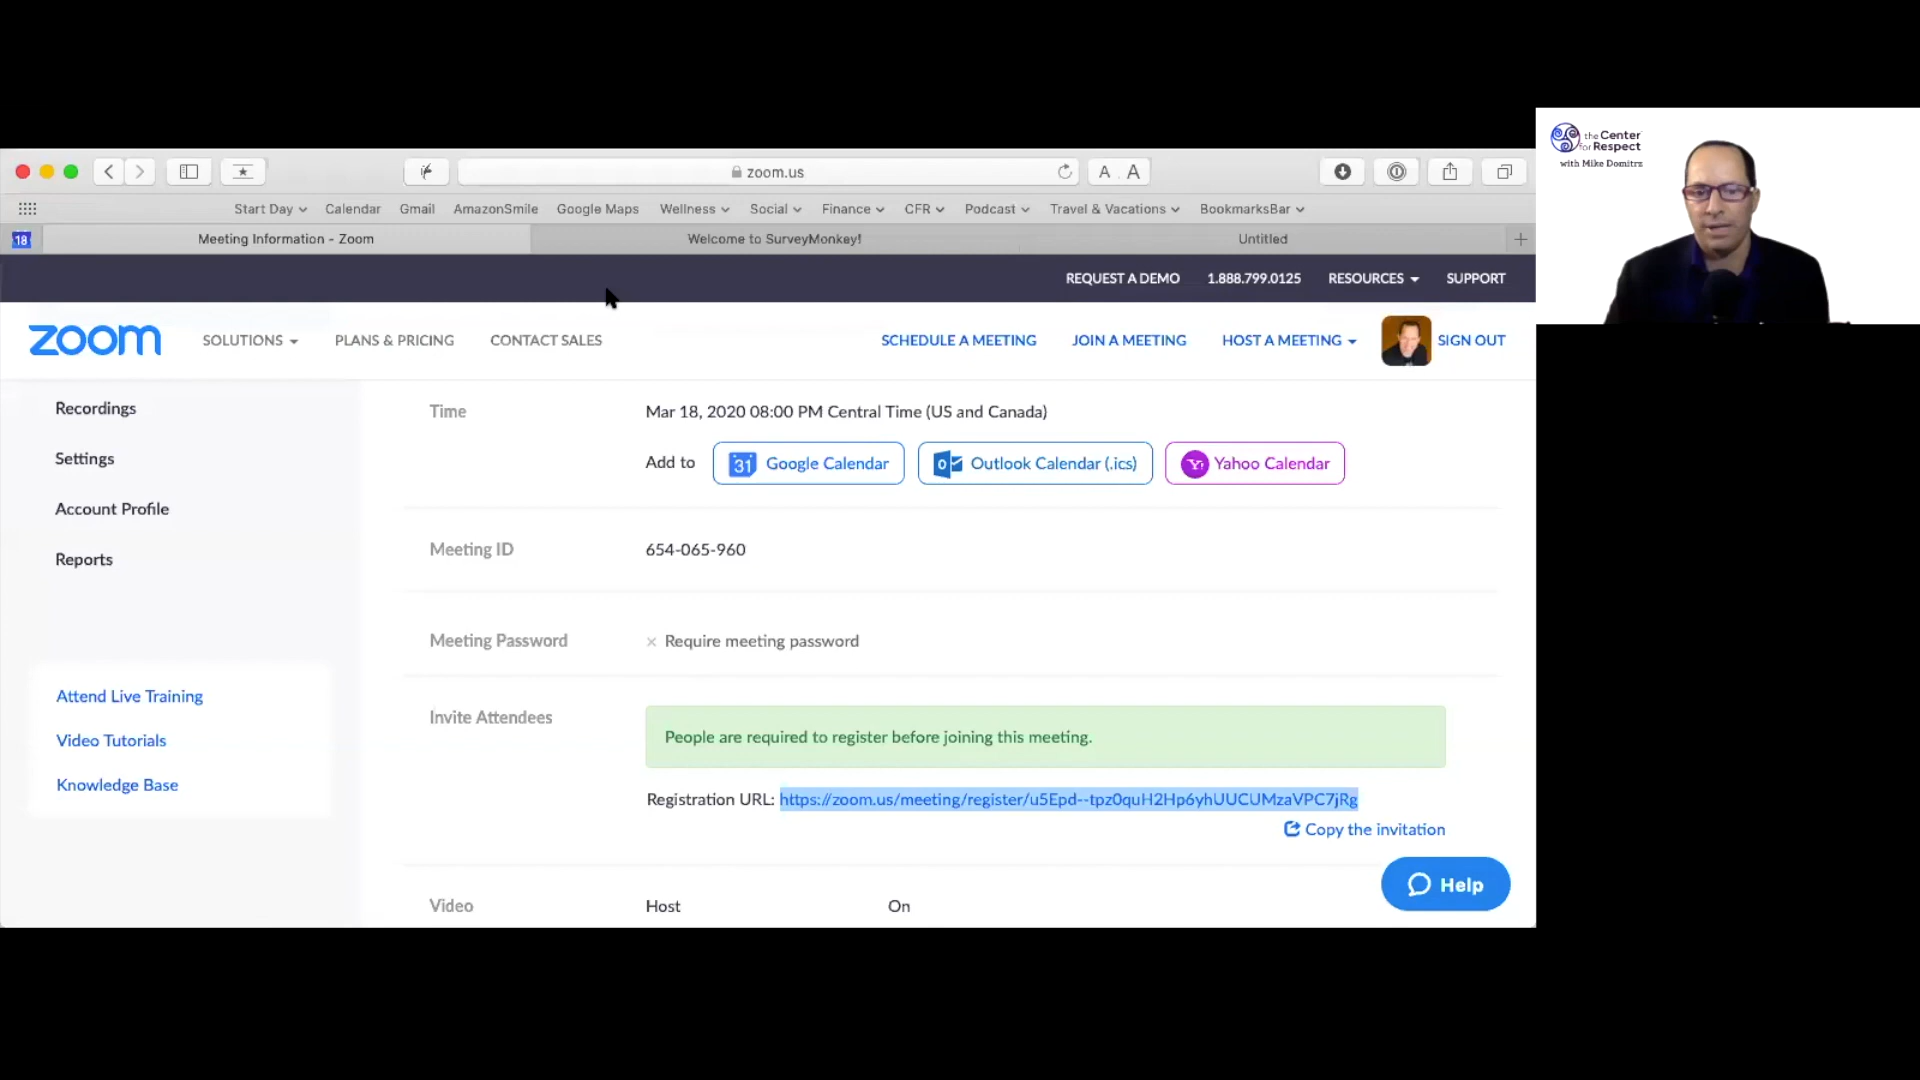 the Center
for Respect
with Mike Domitrz
zoom.us
A A
Start Day
Calendar
Gmail
AmazonSmile
Google Maps
Wellness
Social
Finance
CFR
Podcast
Travel & Vacations
BookmarksBar
18
Meeting Information - Zoom
Welcome to SurveyMonkey!
Untitled
REQUEST A DEMO
1.888.799.0125
RESOURCES
SUPPORT
zoom
SOLUTIONS
PLANS & PRICING
CONTACT SALES
SCHEDULE A MEETING
JOIN A MEETING
HOST A MEETING
SIGN OUT
Recordings
Settings
Account Profile
Reports
Attend Live Training
Video Tutorials
Knowledge Base
Time
Mar 18, 2020 08:00 PM Central Time (US and Canada)
Add to
31 Google Calendar
Outlook Calendar (.ics)
Yahoo Calendar
Meeting ID
654-065-960
Meeting Password
× Require meeting password
Invite Attendees
People are required to register before joining this meeting.
Registration URL: https://zoom.us/meeting/register/u5Epd--tpz0quH2Hp6yhUUCUMzaVPC7jRg
Copy the invitation
Video
Host
On
Help